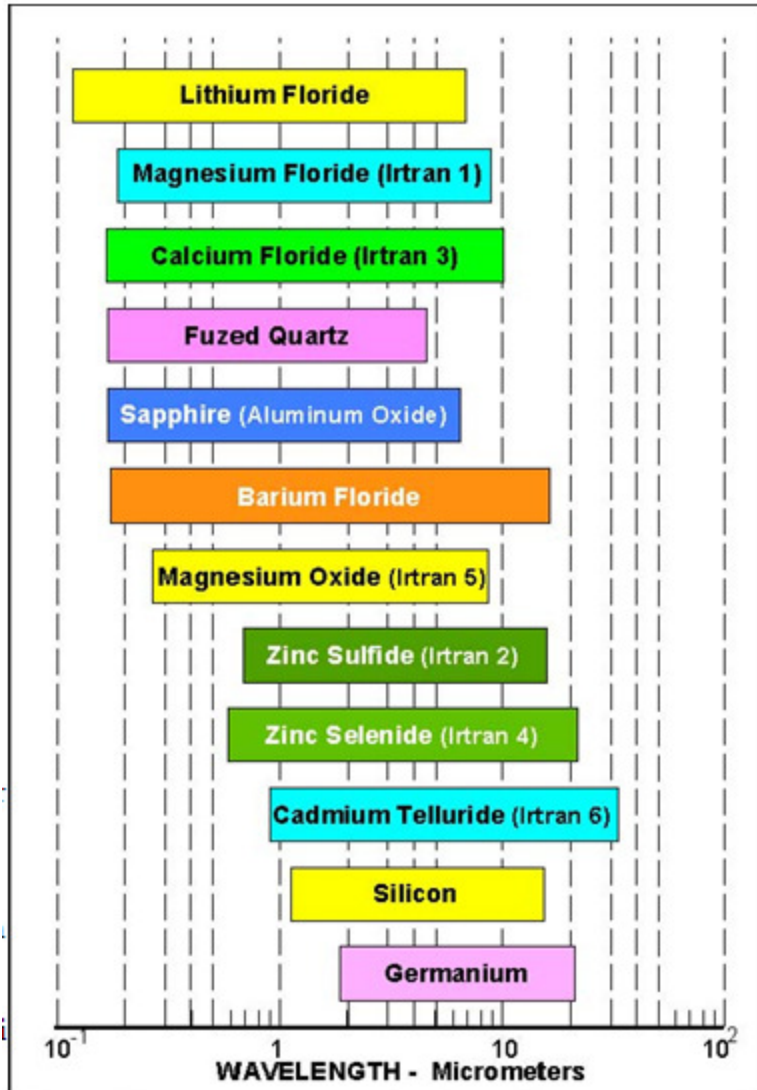 Lithium Floride
Magnesium Floride (Irtran 1)
Calcium Floride (Irtran 3)
Fuzed Quartz
Sapphire (Aluminum Oxide)
Barium Floride
Magnesium Oxide (Irtran 5)
Zinc Sulfide (Irtran 2)
Zinc Selenide (Irtran 4)
Cadmium Telluride (Irtran 6)
Silicon
Germanium
10⁻¹ 1 10 10²
WAVELENGTH - Micrometers